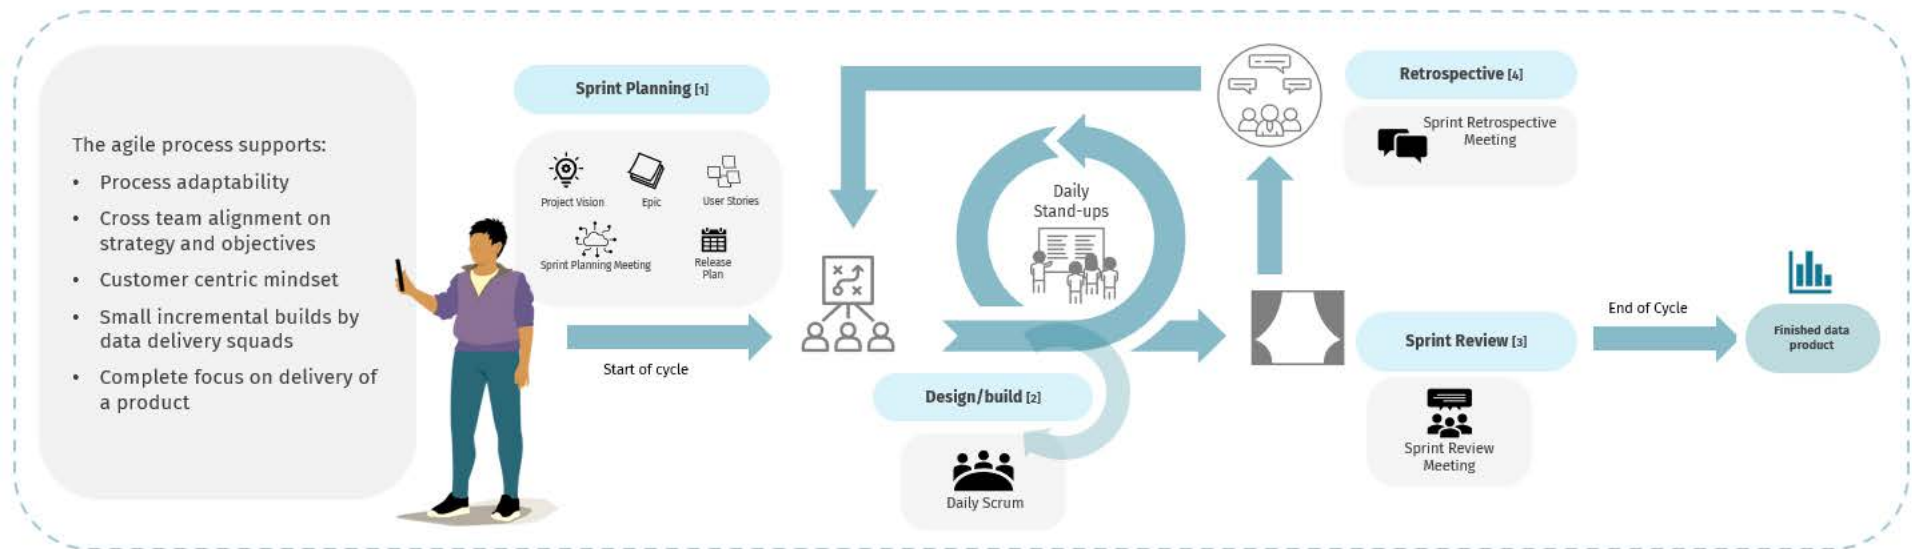 The agile process supports:
• Process adaptability
• Cross team alignment on
strategy and objectives
• Customer centric mindset
• Small incremental builds by
data delivery squads
• Complete focus on delivery of
a product
Sprint Planning [1]
Project Vision
Epic
User Stories
Sprint Planning Meeting
Release
Plan
Start of cycle
Daily
Stand-ups
Design/build [2]
Daily Scrum
Retrospective [4]
Sprint Retrospective
Meeting
Sprint Review [3]
Sprint Review
Meeting
End of Cycle
Finished data
product